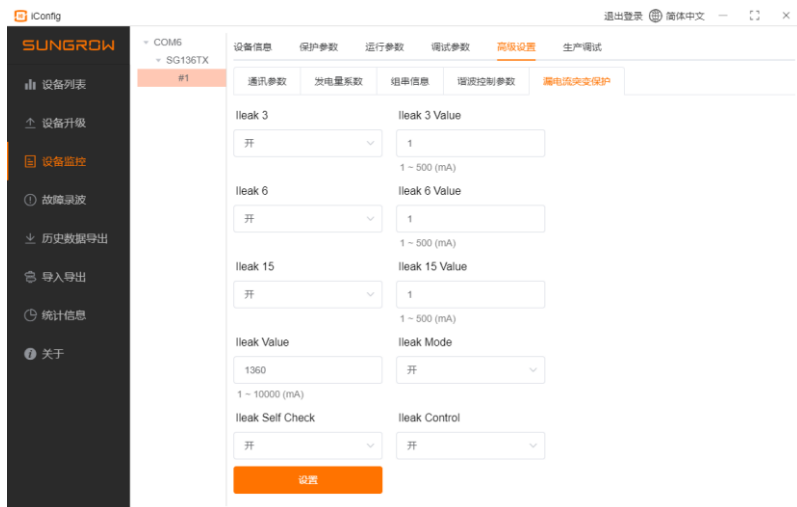 iConfig
退出登录 简体中文
SUNGROW
设备列表
设备升级
设备监控
故障录波
历史数据导出
导入导出
统计信息
关于
COM6
SG136TX
#1
设备信息 保护参数 运行参数 调试参数 高级设置 生产调试
通讯参数 发电量系数 组串信息 谐波控制参数 漏电流突变保护
Ileak 3 Ileak 3 Value
开 1
1 ~ 500 (mA)
Ileak 6 Ileak 6 Value
开 1
1 ~ 500 (mA)
Ileak 15 Ileak 15 Value
开 1
1 ~ 500 (mA)
Ileak Value Ileak Mode
1360 开
1 ~ 10000 (mA)
Ileak Self Check Ileak Control
开 开
设置